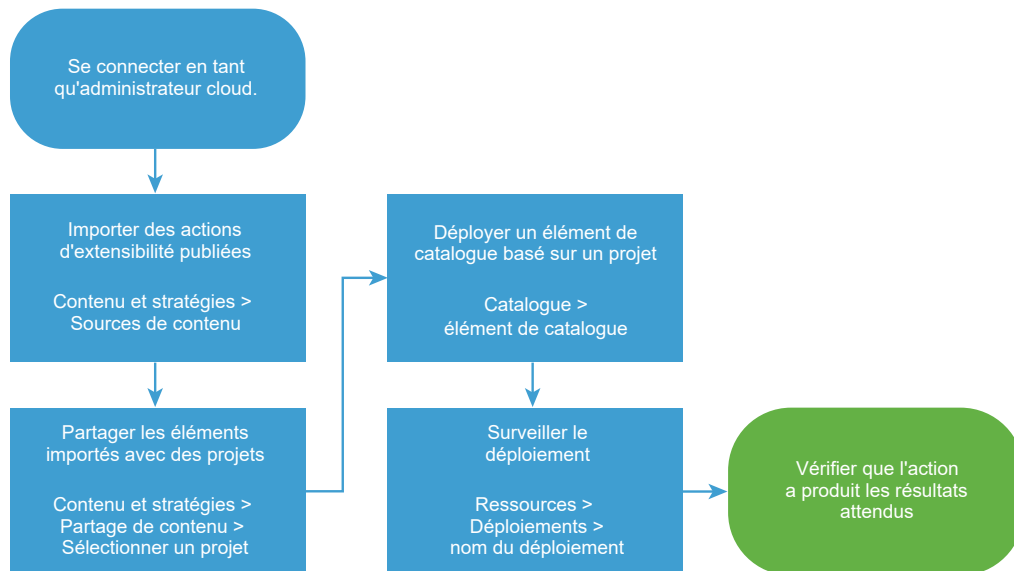 Se connecter en tant
qu'administrateur cloud.
Importer des actions
d'extensibilité publiées
Contenu et stratégies >
Sources de contenu
Partager les éléments
importés avec des projets
Contenu et stratégies >
Partage de contenu >
Sélectionner un projet
Déployer un élément de
catalogue basé sur un projet
Catalogue >
élément de catalogue
Surveiller le
déploiement
Ressources >
Déploiements >
nom du déploiement
Vérifier que l'action
a produit les résultats
attendus